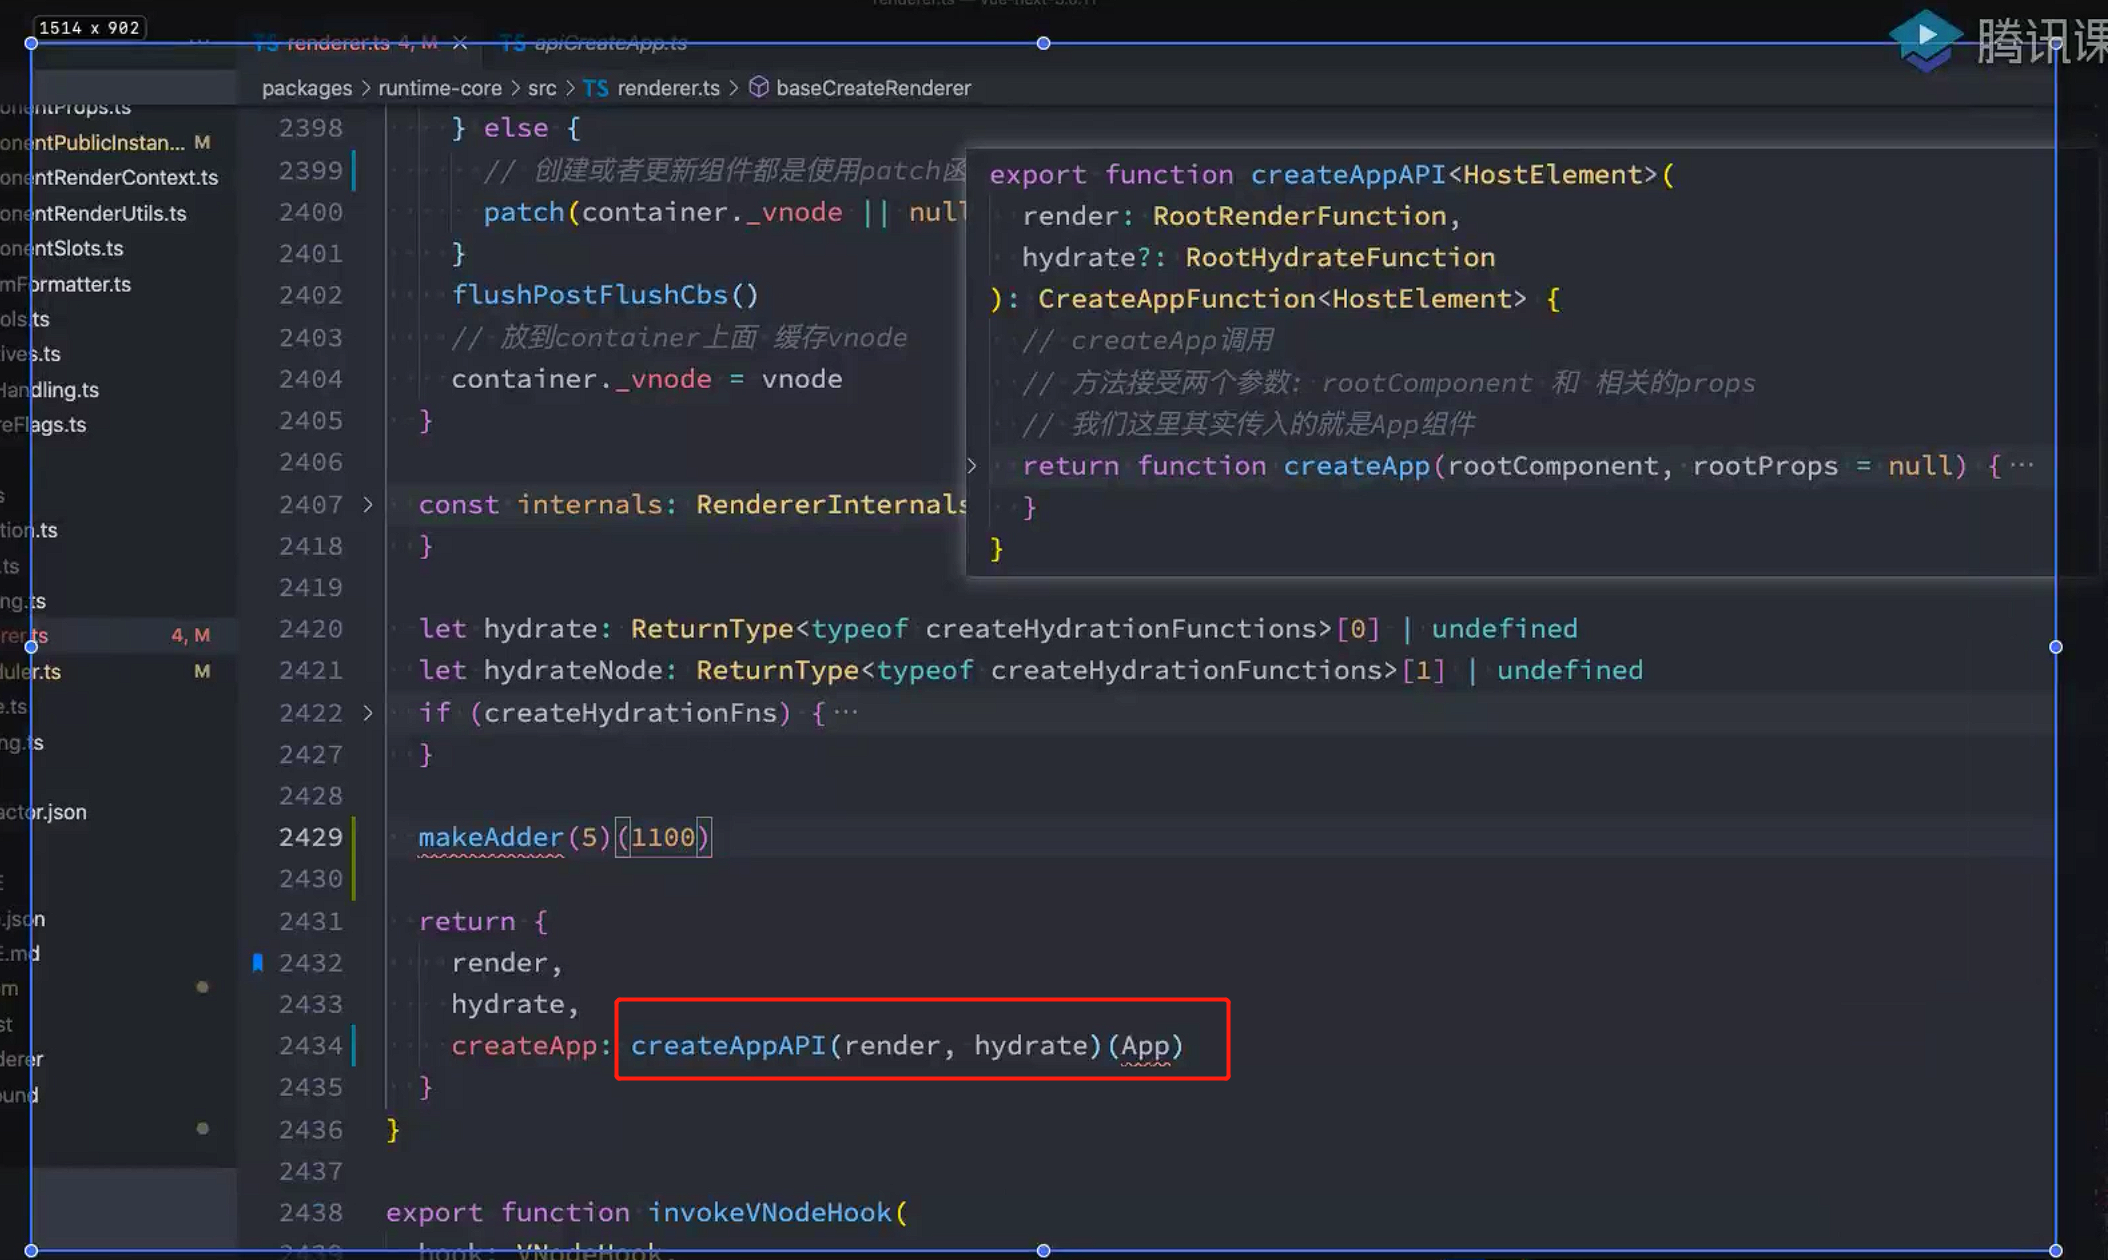 1514 x 902
renderer.ts — vue-next-3.0.11
TS renderer.ts 4, M ×
TS apiCreateApp.ts
腾讯课
packages > runtime-core > src > TS renderer.ts > baseCreateRenderer
onentProps.ts
onentPublicInstan... M
onentRenderContext.ts
onentRenderUtils.ts
onentSlots.ts
mFormatter.ts
ols.ts
ives.ts
Handling.ts
eFlags.ts
s
tion.ts
.ts
ng.ts
rer.ts 4, M
duler.ts M
e.ts
ng.ts
actor.json
E
.json
E.md
m
st
derer
ound
2398 } else {
2399 // 创建或者更新组件都是使用patch函
2400 patch(container._vnode || null
2401 }
2402 flushPostFlushCbs()
2403 // 放到container上面 缓存vnode
2404 container._vnode = vnode
2405 }
2406
2407 > const internals: RendererInternals
2418 }
2419
2420 let hydrate: ReturnType<typeof createHydrationFunctions>[0] | undefined
2421 let hydrateNode: ReturnType<typeof createHydrationFunctions>[1] | undefined
2422 > if (createHydrationFns) {···
2427 }
2428
2429 makeAdder(5)(1100)
2430
2431 return {
2432 render,
2433 hydrate,
2434 createApp: createAppAPI(render, hydrate)(App)
2435 }
2436 }
2437
2438 export function invokeVNodeHook(
2439 hook: VNodeHook,
export function createAppAPI<HostElement>(
render: RootRenderFunction,
hydrate?: RootHydrateFunction
): CreateAppFunction<HostElement> {
// createApp调用
// 方法接受两个参数: rootComponent 和 相关的props
// 我们这里其实传入的就是App组件
> return function createApp(rootComponent, rootProps = null) {···
}
}